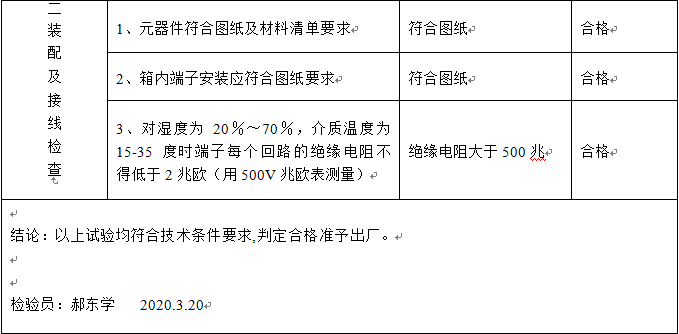 二
装
配
及
接
线
检
查
1、元器件符合图纸及材料清单要求
符合图纸
合格
2、箱内端子安装应符合图纸要求
符合图纸
合格
3、对湿度为 20％～70％，介质温度为
15-35 度时端子每个回路的绝缘电阻不
得低于 2 兆欧（用 500V 兆欧表测量）
绝缘电阻大于 500 兆
合格
结论：以上试验均符合技术条件要求,判定合格准予出厂。
检验员：郝东学 2020.3.20